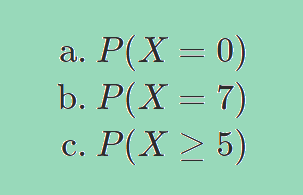 a. P(X = 0)
b. P(X = 7)
c. P(X ≥ 5)